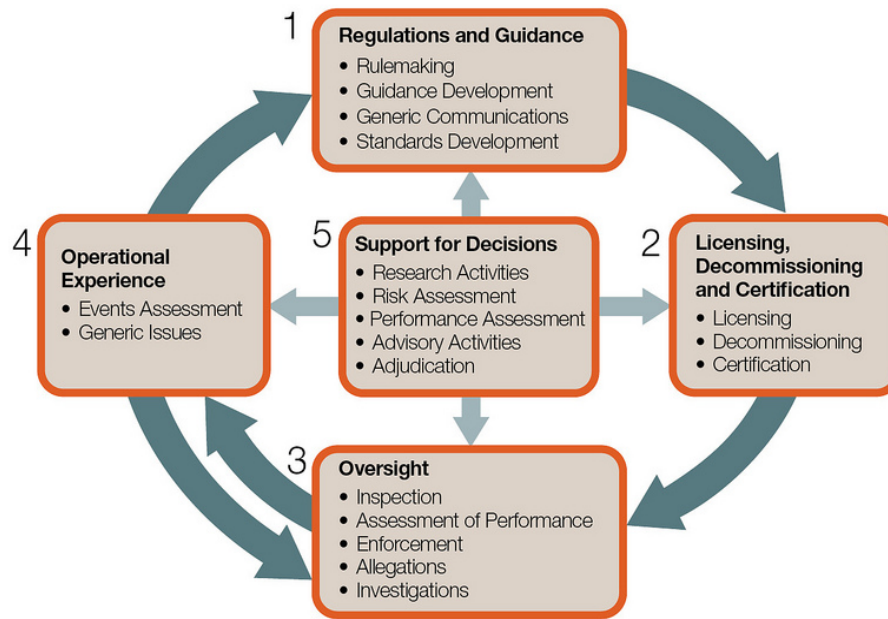 1
Regulations and Guidance
• Rulemaking
• Guidance Development
• Generic Communications
• Standards Development
2
Licensing,
Decommissioning
and Certification
• Licensing
• Decommissioning
• Certification
3
Oversight
• Inspection
• Assessment of Performance
• Enforcement
• Allegations
• Investigations
4
Operational
Experience
• Events Assessment
• Generic Issues
5
Support for Decisions
• Research Activities
• Risk Assessment
• Performance Assessment
• Advisory Activities
• Adjudication